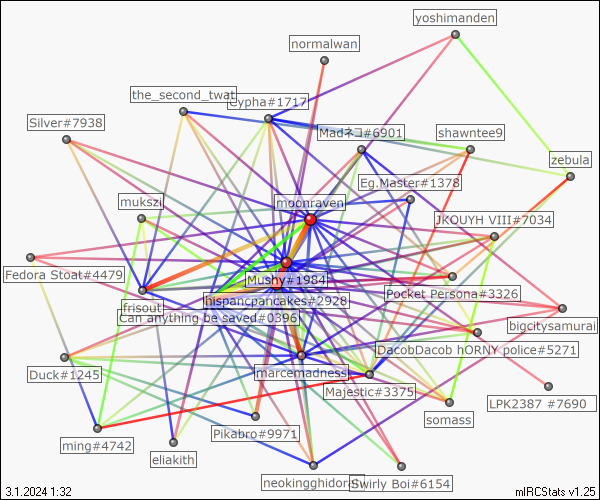 yoshimanden
normalwan
the_second_twat
Cypha#1717
Silver#7938
Madネコ#6901
shawntee9
zebula
Eg.Master#1378
mukszi
moonraven
JKOUYH VIII#7034
Fedora Stoat#4479
Mushy#1984
Pocket Persona#3326
frisout
hispancpancakes#2928
Can anything be saved#0396
bigcitysamurai
DacobDacob hORNY police#5271
Duck#1245
marcemadness
Majestic#3375
LPK2387 #7690
somass
Pikabro#9971
ming#4742
eliakith
neokingghidorah
Swirly Boi#6154
3.1.2024 1:32
mIRCStats v1.25